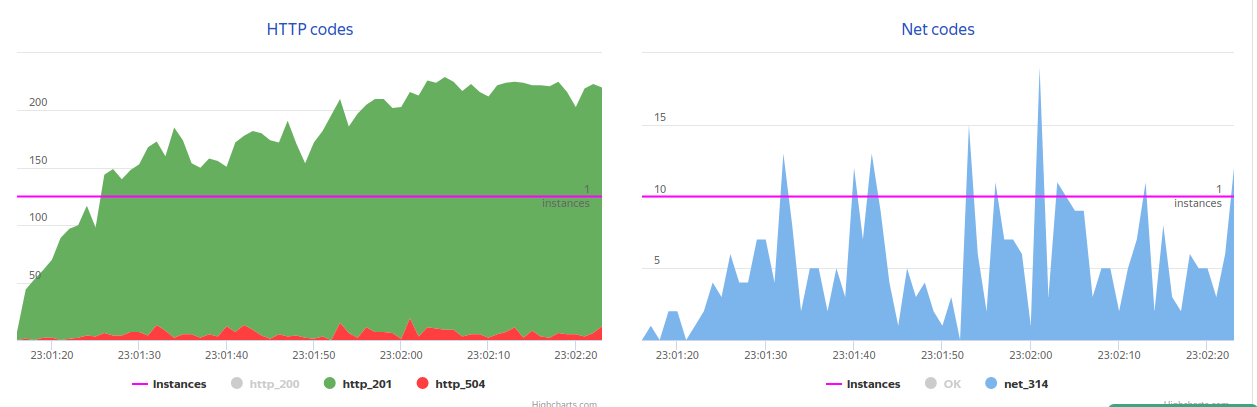 HTTP codes
200
150
100
50
1
instances
23:01:20 23:01:30 23:01:40 23:01:50 23:02:00 23:02:10 23:02:20
instances http_200 http_201 http_504
Highcharts.com
Net codes
15
10
5
1
instances
23:01:20 23:01:30 23:01:40 23:01:50 23:02:00 23:02:10 23:02:20
instances OK net_314
Highcharts.com